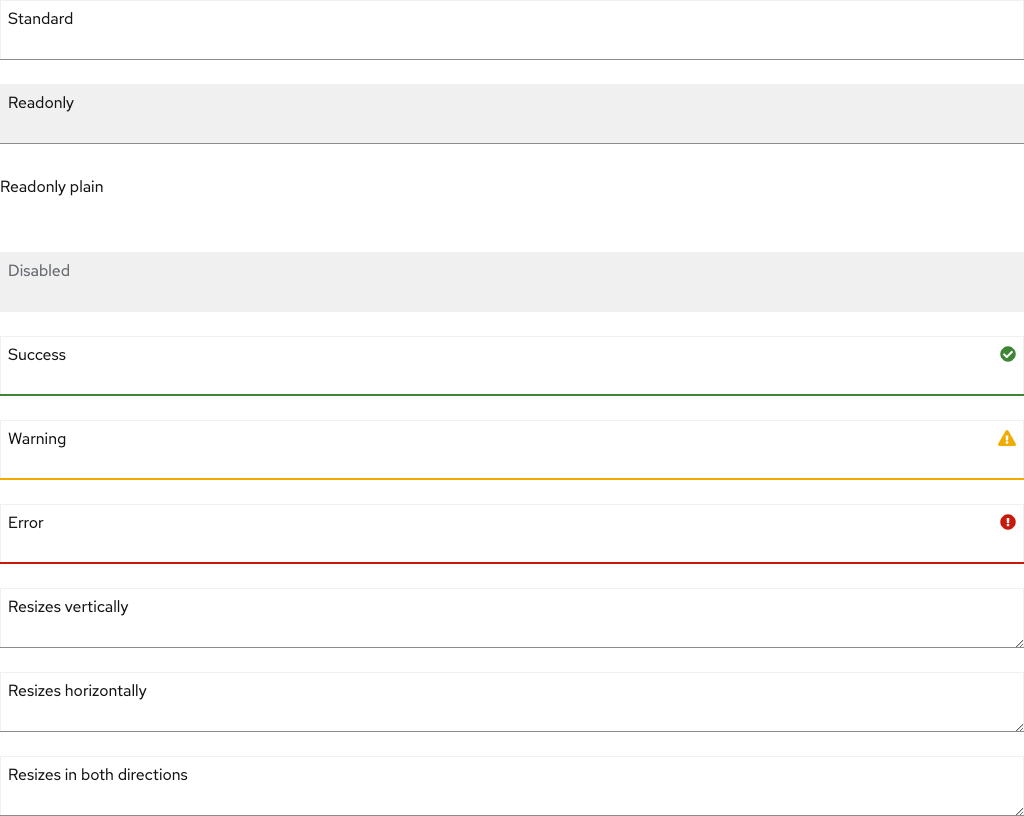 Standard
Readonly
Readonly plain
Disabled
Success
Warning
Error
Resizes vertically
Resizes horizontally
Resizes in both directions